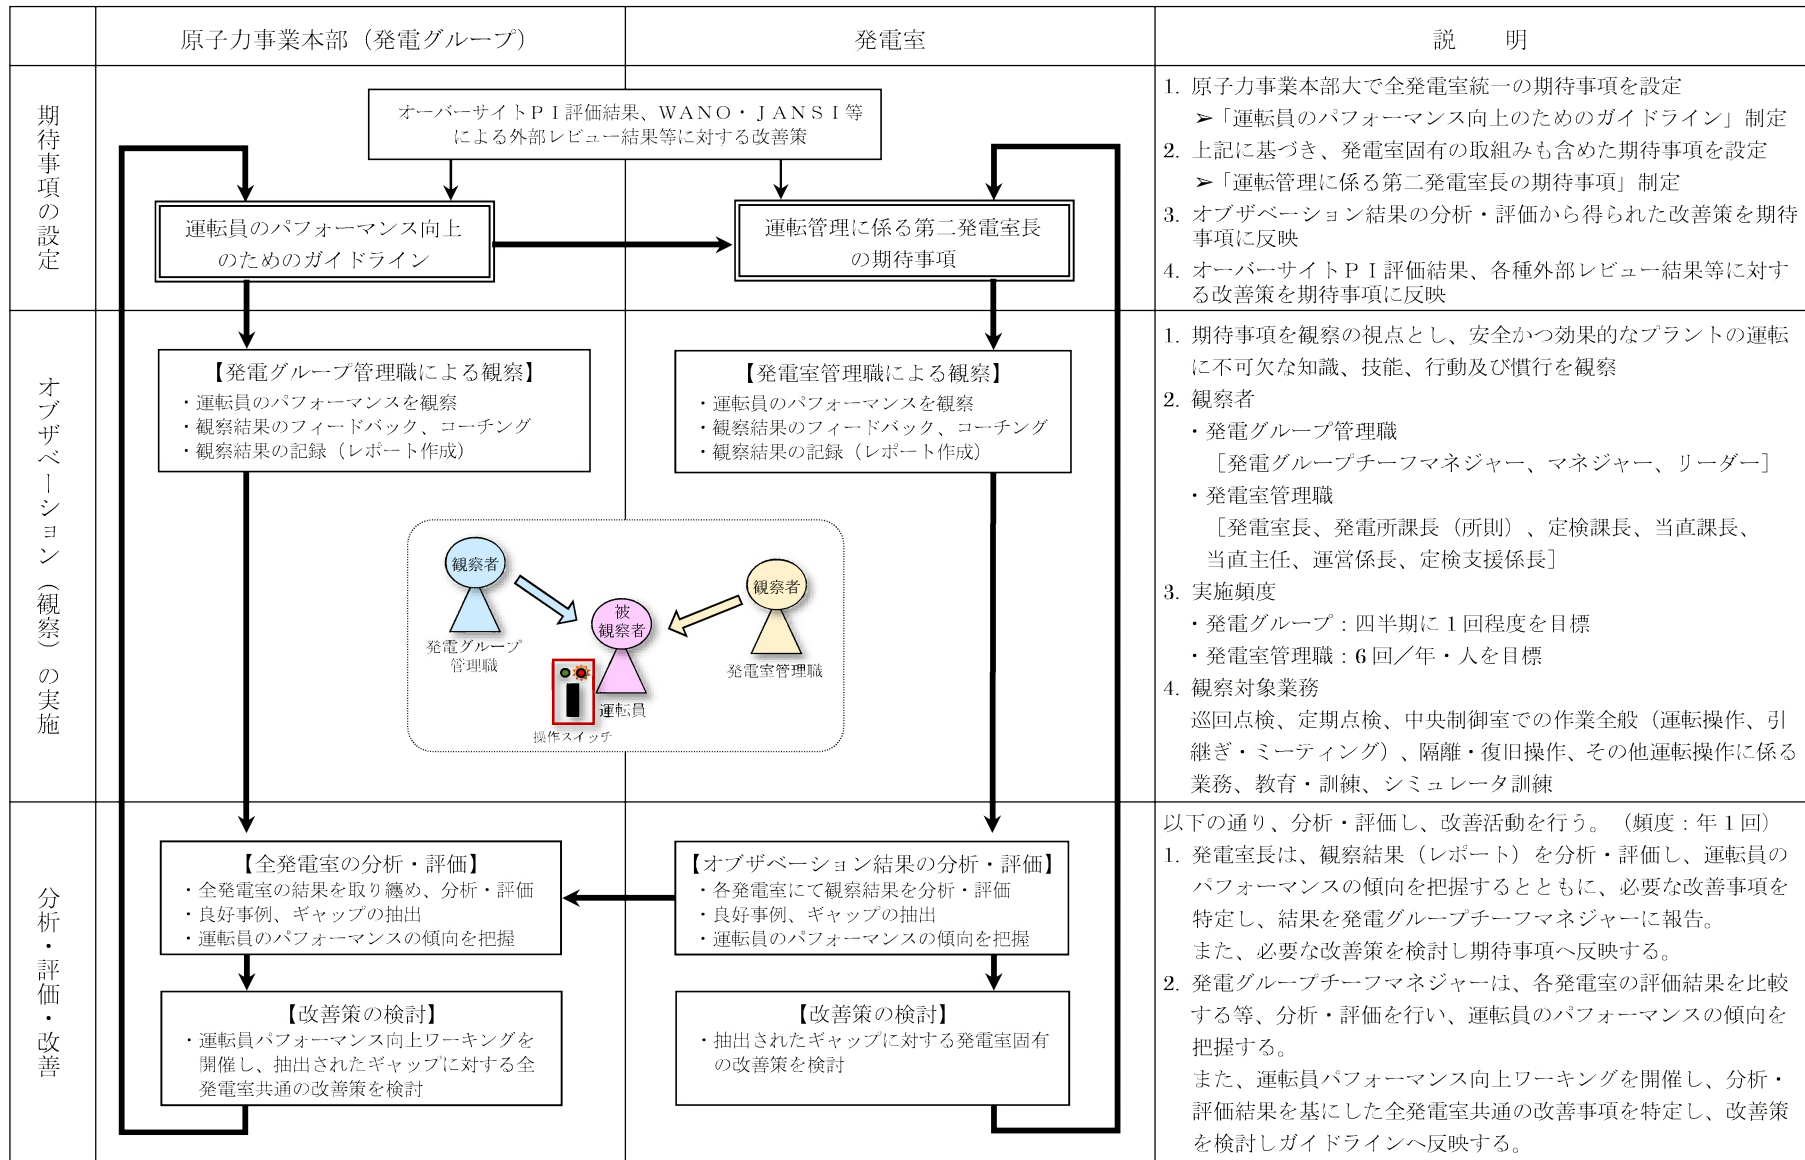 原子力事業本部（発電グループ）
発電室
説　　明
期待事項の設定
オーバーサイトＰＩ評価結果、ＷＡＮＯ・ＪＡＮＳＩ等
による外部レビュー結果等に対する改善策
運転員のパフォーマンス向上
のためのガイドライン
運転管理に係る第二発電室長
の期待事項
1. 原子力事業本部大で全発電室統一の期待事項を設定
➢「運転員のパフォーマンス向上のためのガイドライン」制定
2. 上記に基づき、発電室固有の取組みも含めた期待事項を設定
➢「運転管理に係る第二発電室長の期待事項」制定
3. オブザベーション結果の分析・評価から得られた改善策を期待
事項に反映
4. オーバーサイトＰＩ評価結果、各種外部レビュー結果等に対す
る改善策を期待事項に反映
オブザベーション（観察）の実施
【発電グループ管理職による観察】
・運転員のパフォーマンスを観察
・観察結果のフィードバック、コーチング
・観察結果の記録（レポート作成）
【発電室管理職による観察】
・運転員のパフォーマンスを観察
・観察結果のフィードバック、コーチング
・観察結果の記録（レポート作成）
観察者
発電グループ
管理職
被
観察者
運転員
操作スイッチ
観察者
発電室管理職
1. 期待事項を観察の視点とし、安全かつ効果的なプラントの運転
に不可欠な知識、技能、行動及び慣行を観察
2. 観察者
・発電グループ管理職
［発電グループチーフマネジャー、マネジャー、リーダー］
・発電室管理職
［発電室長、発電所課長（所則）、定検課長、当直課長、
当直主任、運営係長、定検支援係長］
3. 実施頻度
・発電グループ：四半期に１回程度を目標
・発電室管理職：6 回／年・人を目標
4. 観察対象業務
巡回点検、定期点検、中央制御室での作業全般（運転操作、引
継ぎ・ミーティング）、隔離・復旧操作、その他運転操作に係る
業務、教育・訓練、シミュレータ訓練
分析・評価・改善
【全発電室の分析・評価】
・全発電室の結果を取り纏め、分析・評価
・良好事例、ギャップの抽出
・運転員のパフォーマンスの傾向を把握
【オブザベーション結果の分析・評価】
・各発電室にて観察結果を分析・評価
・良好事例、ギャップの抽出
・運転員のパフォーマンスの傾向を把握
【改善策の検討】
・運転員パフォーマンス向上ワーキングを
開催し、抽出されたギャップに対する全
発電室共通の改善策を検討
【改善策の検討】
・抽出されたギャップに対する発電室固有
の改善策を検討
以下の通り、分析・評価し、改善活動を行う。（頻度：年１回）
1. 発電室長は、観察結果（レポート）を分析・評価し、運転員の
パフォーマンスの傾向を把握するとともに、必要な改善事項を
特定し、結果を発電グループチーフマネジャーに報告。
また、必要な改善策を検討し期待事項へ反映する。
2. 発電グループチーフマネジャーは、各発電室の評価結果を比較
する等、分析・評価を行い、運転員のパフォーマンスの傾向を
把握する。
また、運転員パフォーマンス向上ワーキングを開催し、分析・
評価結果を基にした全発電室共通の改善事項を特定し、改善策
を検討しガイドラインへ反映する。